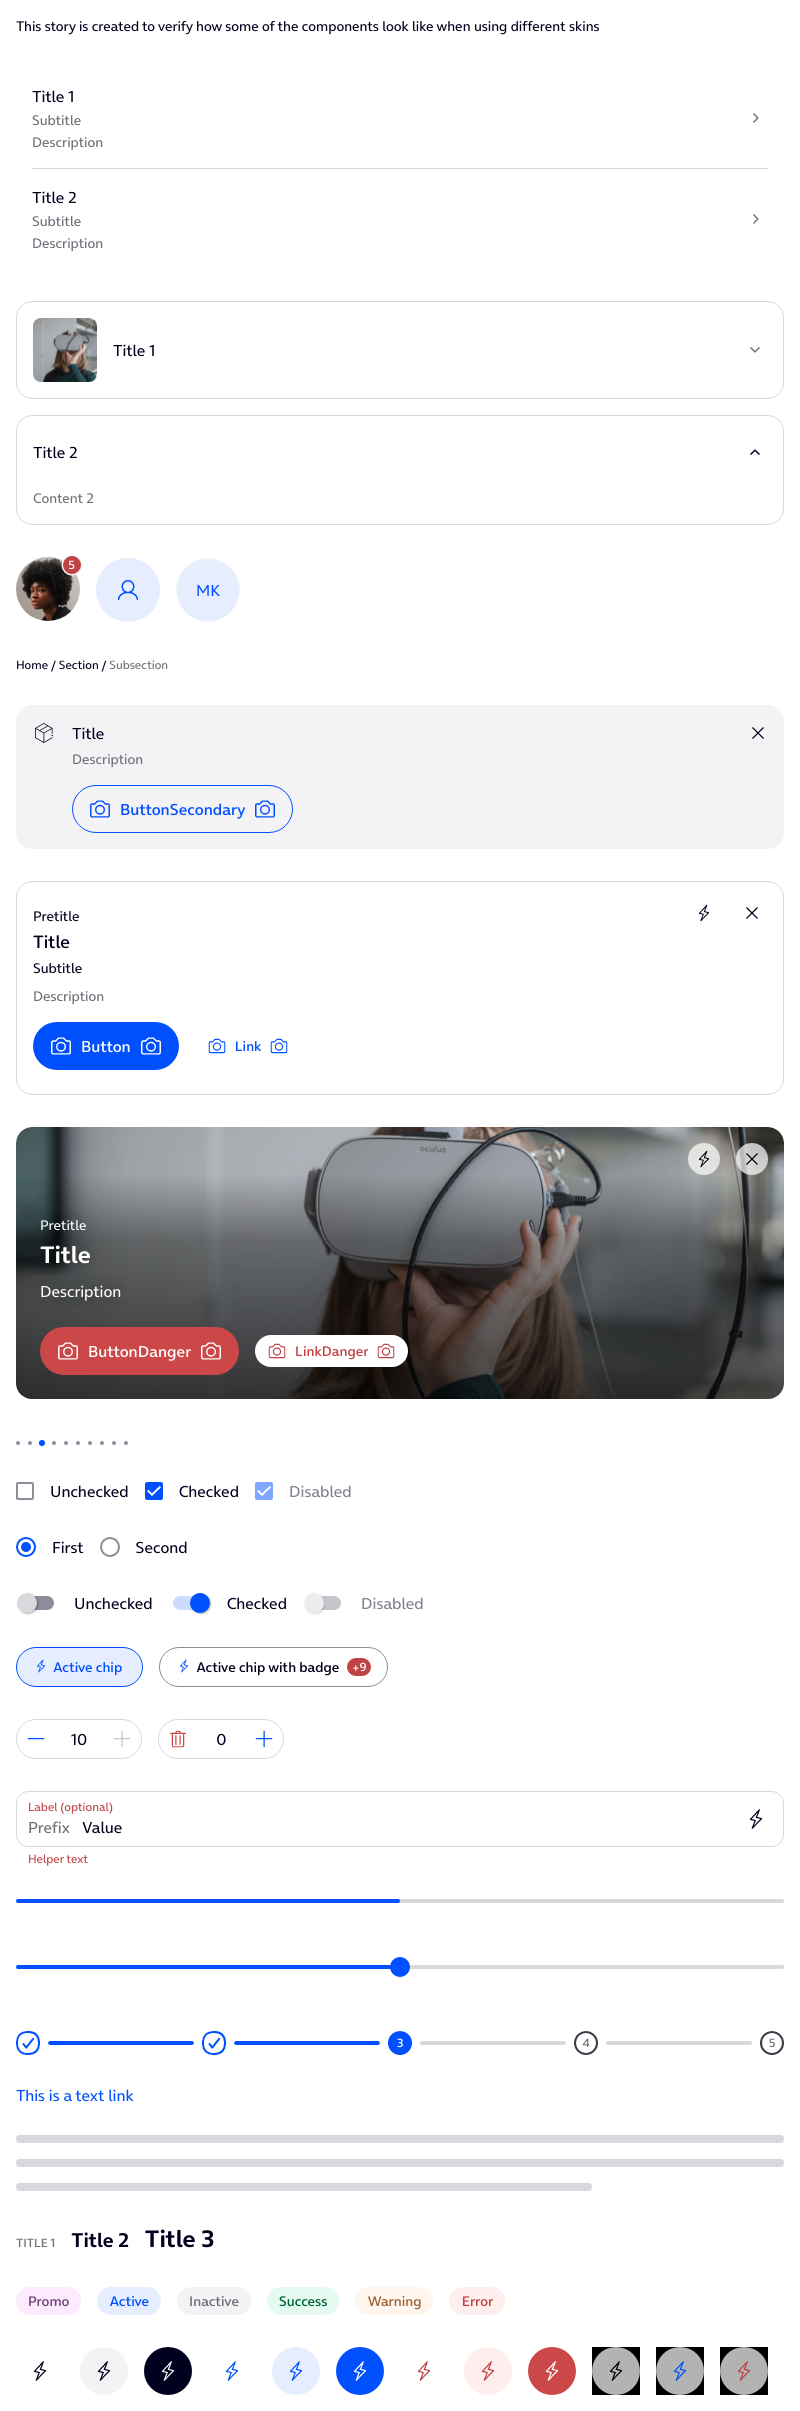 This story is created to verify how some of the components look like when using different skins
Title 1
Subtitle
Description
Title 2
Subtitle
Description
Title 1
Title 2
Content 2
5
MK
Home / Section / Subsection
Title
Description
ButtonSecondary
Pretitle
Title
Subtitle
Description
Button Link
oculus
Pretitle
Title
Description
ButtonDanger LinkDanger
Unchecked Checked Disabled
First Second
Unchecked Checked Disabled
Active chip Active chip with badge +9
10 0
Label (optional)
Prefix Value
Helper text
3 4 5
This is a text link
TITLE 1 Title 2 Title 3
Promo Active Inactive Success Warning Error